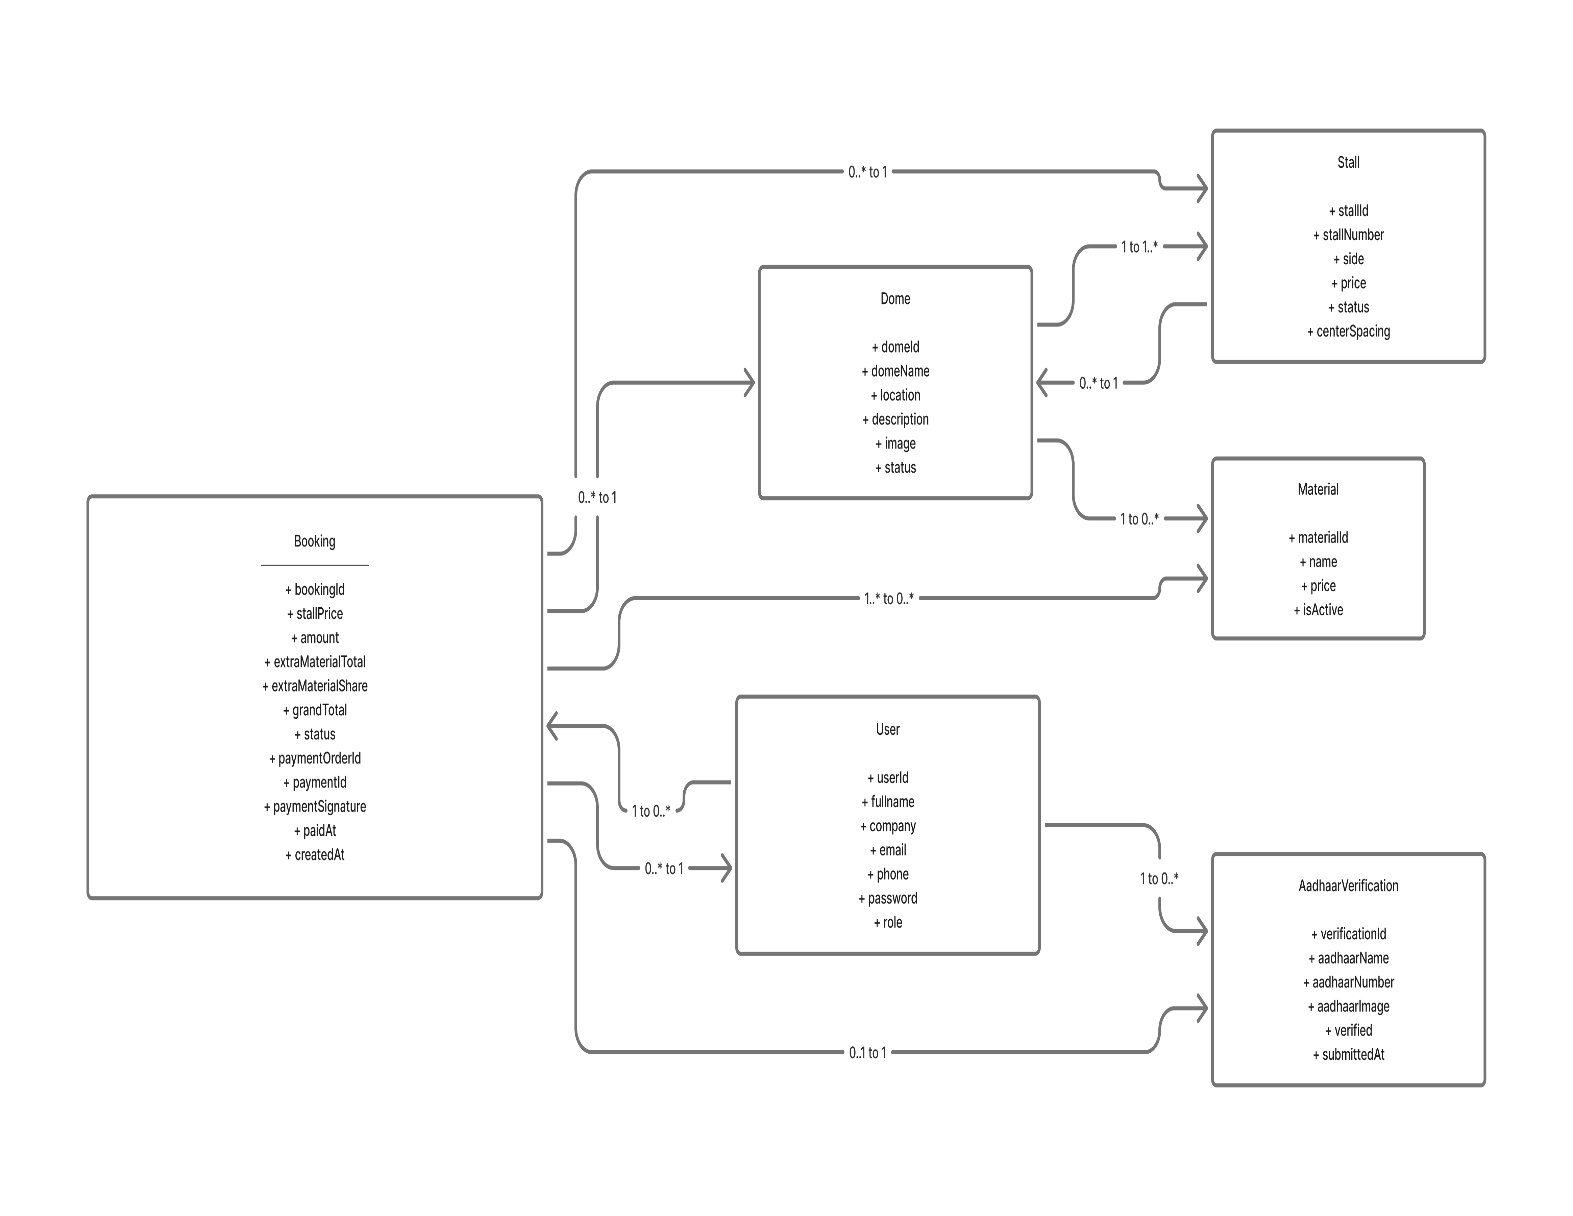 Stall
+ stallId
+ stallNumber
+ side
+ price
+ status
+ centerSpacing
0..* to 1
1 to 1..*
Dome
+ domeId
+ domeName
+ location
+ description
+ image
+ status
0..* to 1
0..* to 1
1 to 0..*
Material
+ materialId
+ name
+ price
+ isActive
1..* to 0..*
Booking
+ bookingId
+ stallPrice
+ amount
+ extraMaterialTotal
+ extraMaterialShare
+ grandTotal
+ status
+ paymentOrderId
+ paymentId
+ paymentSignature
+ paidAt
+ createdAt
User
+ userId
+ fullname
+ company
+ email
+ phone
+ password
+ role
1 to 0..*
0..* to 1
1 to 0..*
AadhaarVerification
+ verificationId
+ aadhaarName
+ aadhaarNumber
+ aadhaarImage
+ verified
+ submittedAt
0..1 to 1